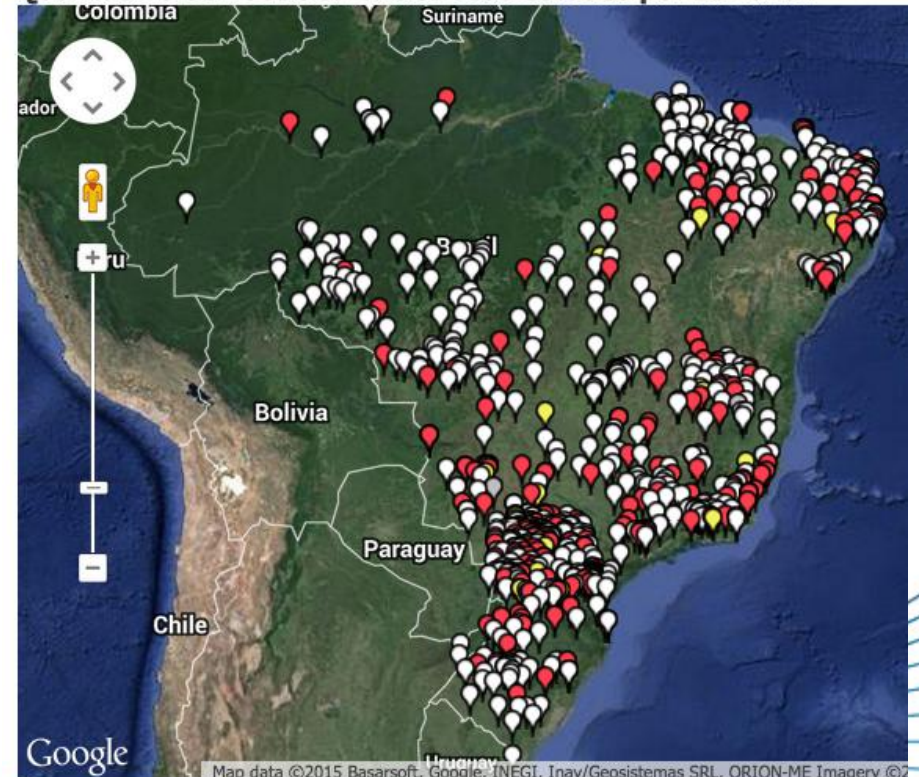 Colombia
Suriname
ador
Brasil
ru
Bolivia
Paraguay
Chile
Google
Uruguay
Map data ©2015 Basarsoft, Google, INEGI, Inav/Geosistemas SRL, ORION-ME Imagery ©2